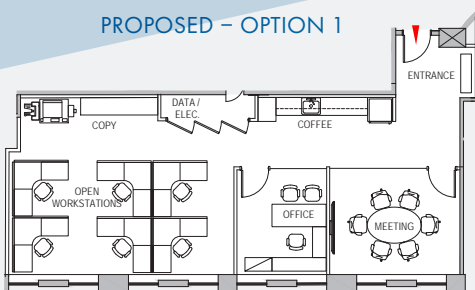 PROPOSED – OPTION 1
ENTRANCE
DATA /
ELEC.
COPY
COFFEE
OPEN
WORKSTATIONS
OFFICE
MEETING